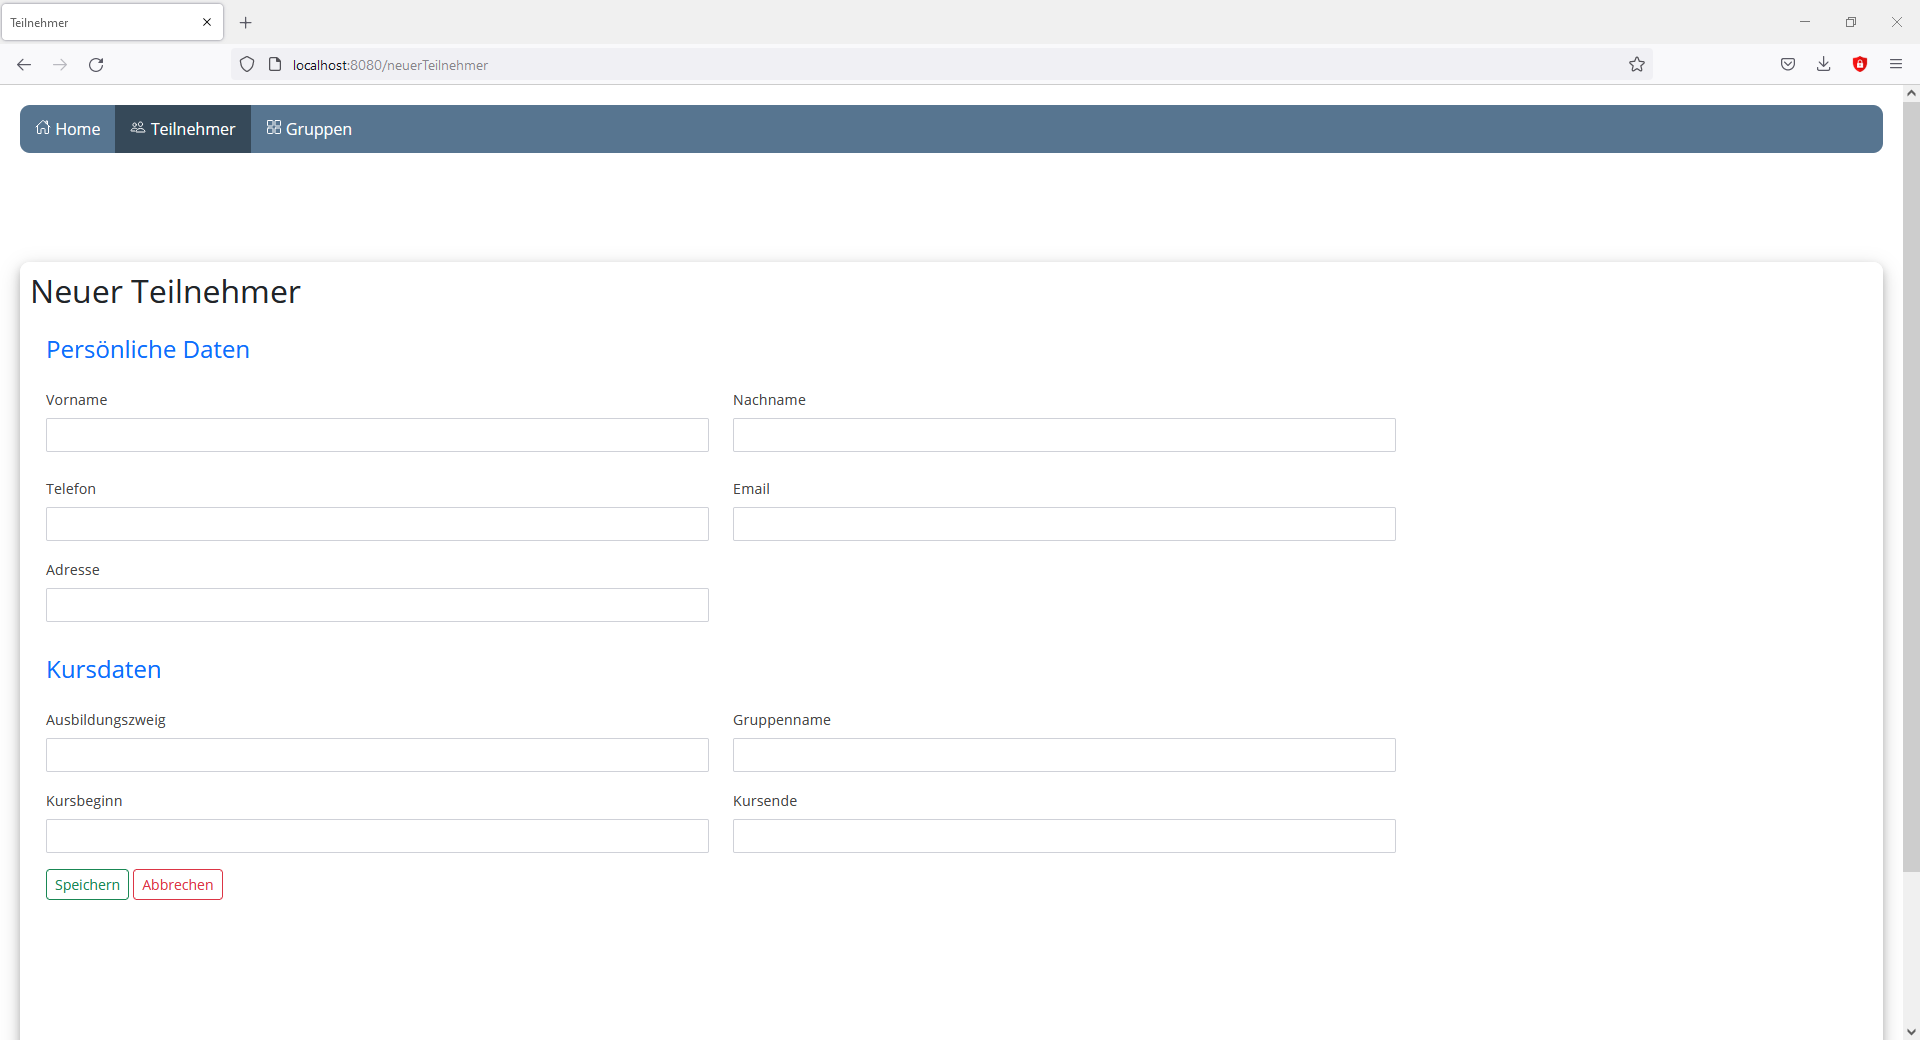 Teilnehmer
localhost:8080/neuerTeilnehmer
Home Teilnehmer Gruppen
Neuer Teilnehmer
Persönliche Daten
Vorname Nachname
Telefon Email
Adresse
Kursdaten
Ausbildungszweig Gruppenname
Kursbeginn Kursende
Speichern Abbrechen